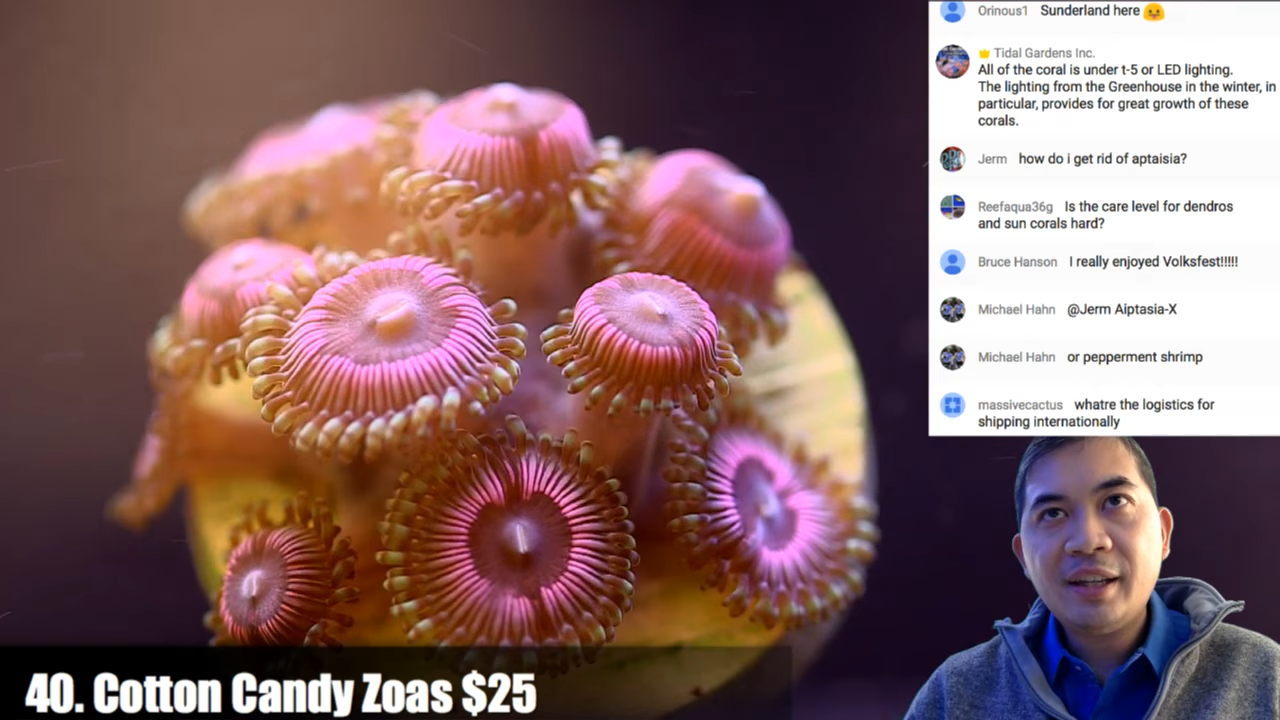 Orinous1 Sunderland here
Tidal Gardens Inc.
All of the coral is under t-5 or LED lighting.
The lighting from the Greenhouse in the winter, in
particular, provides for great growth of these
corals.
Jerm how do i get rid of aptaisia?
Reefaqua36g Is the care level for dendros
and sun corals hard?
Bruce Hanson I really enjoyed Volksfest!!!!!
Michael Hahn @Jerm Aiptasia-X
Michael Hahn or pepperment shrimp
massivecactus whatre the logistics for
shipping internationally
40. Cotton Candy Zoas $25